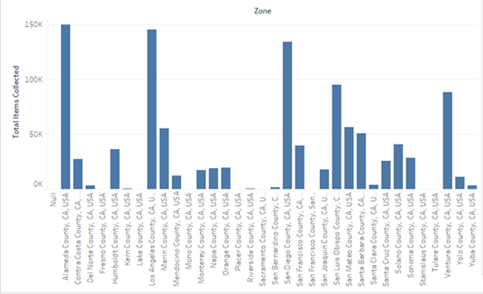 Zone
Total Items Collected
150K
100K
50K
0K
Null
Alameda County, CA, USA
Contra Costa County, CA,..
Del Norte County, CA, USA
Fresno County, CA, USA
Humboldt County, CA, USA
Kern County, CA, USA
Lake County, CA, USA
Los Angeles County, CA, U..
Marin County, CA, USA
Mendocino County, CA, USA
Mono County, CA, USA
Monterey County, CA, USA
Napa County, CA, USA
Orange County, CA, USA
Placer County, CA, USA
Riverside County, CA, USA
Sacramento County, CA, U..
San Bernardino County, C..
San Diego County, CA, USA
San Francisco County, CA,..
San Francisco County, San..
San Joaquin County, CA, U..
San Luis Obispo County, C..
San Mateo County, CA, USA
Santa Barbara County, CA,..
Santa Clara County, CA, U..
Santa Cruz County, CA, USA
Solano County, CA, USA
Sonoma County, CA, USA
Stanislaus County, CA, USA
Tulare County, CA, USA
Ventura County, CA, USA
Yolo County, CA, USA
Yuba County, CA, USA